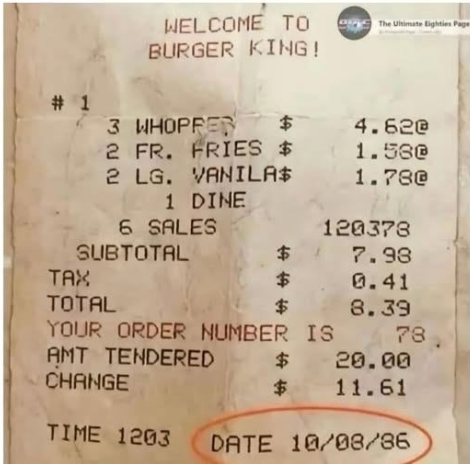 The Ultimate Eighties Page
WELCOME TO
BURGER KING!
# 1
3 WHOPPER $ 4.62@
2 FR. FRIES $ 1.58@
2 LG. VANILA$ 1.78@
1 DINE
6 SALES 120378
SUBTOTAL $ 7.98
TAX $ 0.41
TOTAL $ 8.39
YOUR ORDER NUMBER IS 78
AMT TENDERED $ 20.00
CHANGE $ 11.61
TIME 1203 DATE 10/08/86